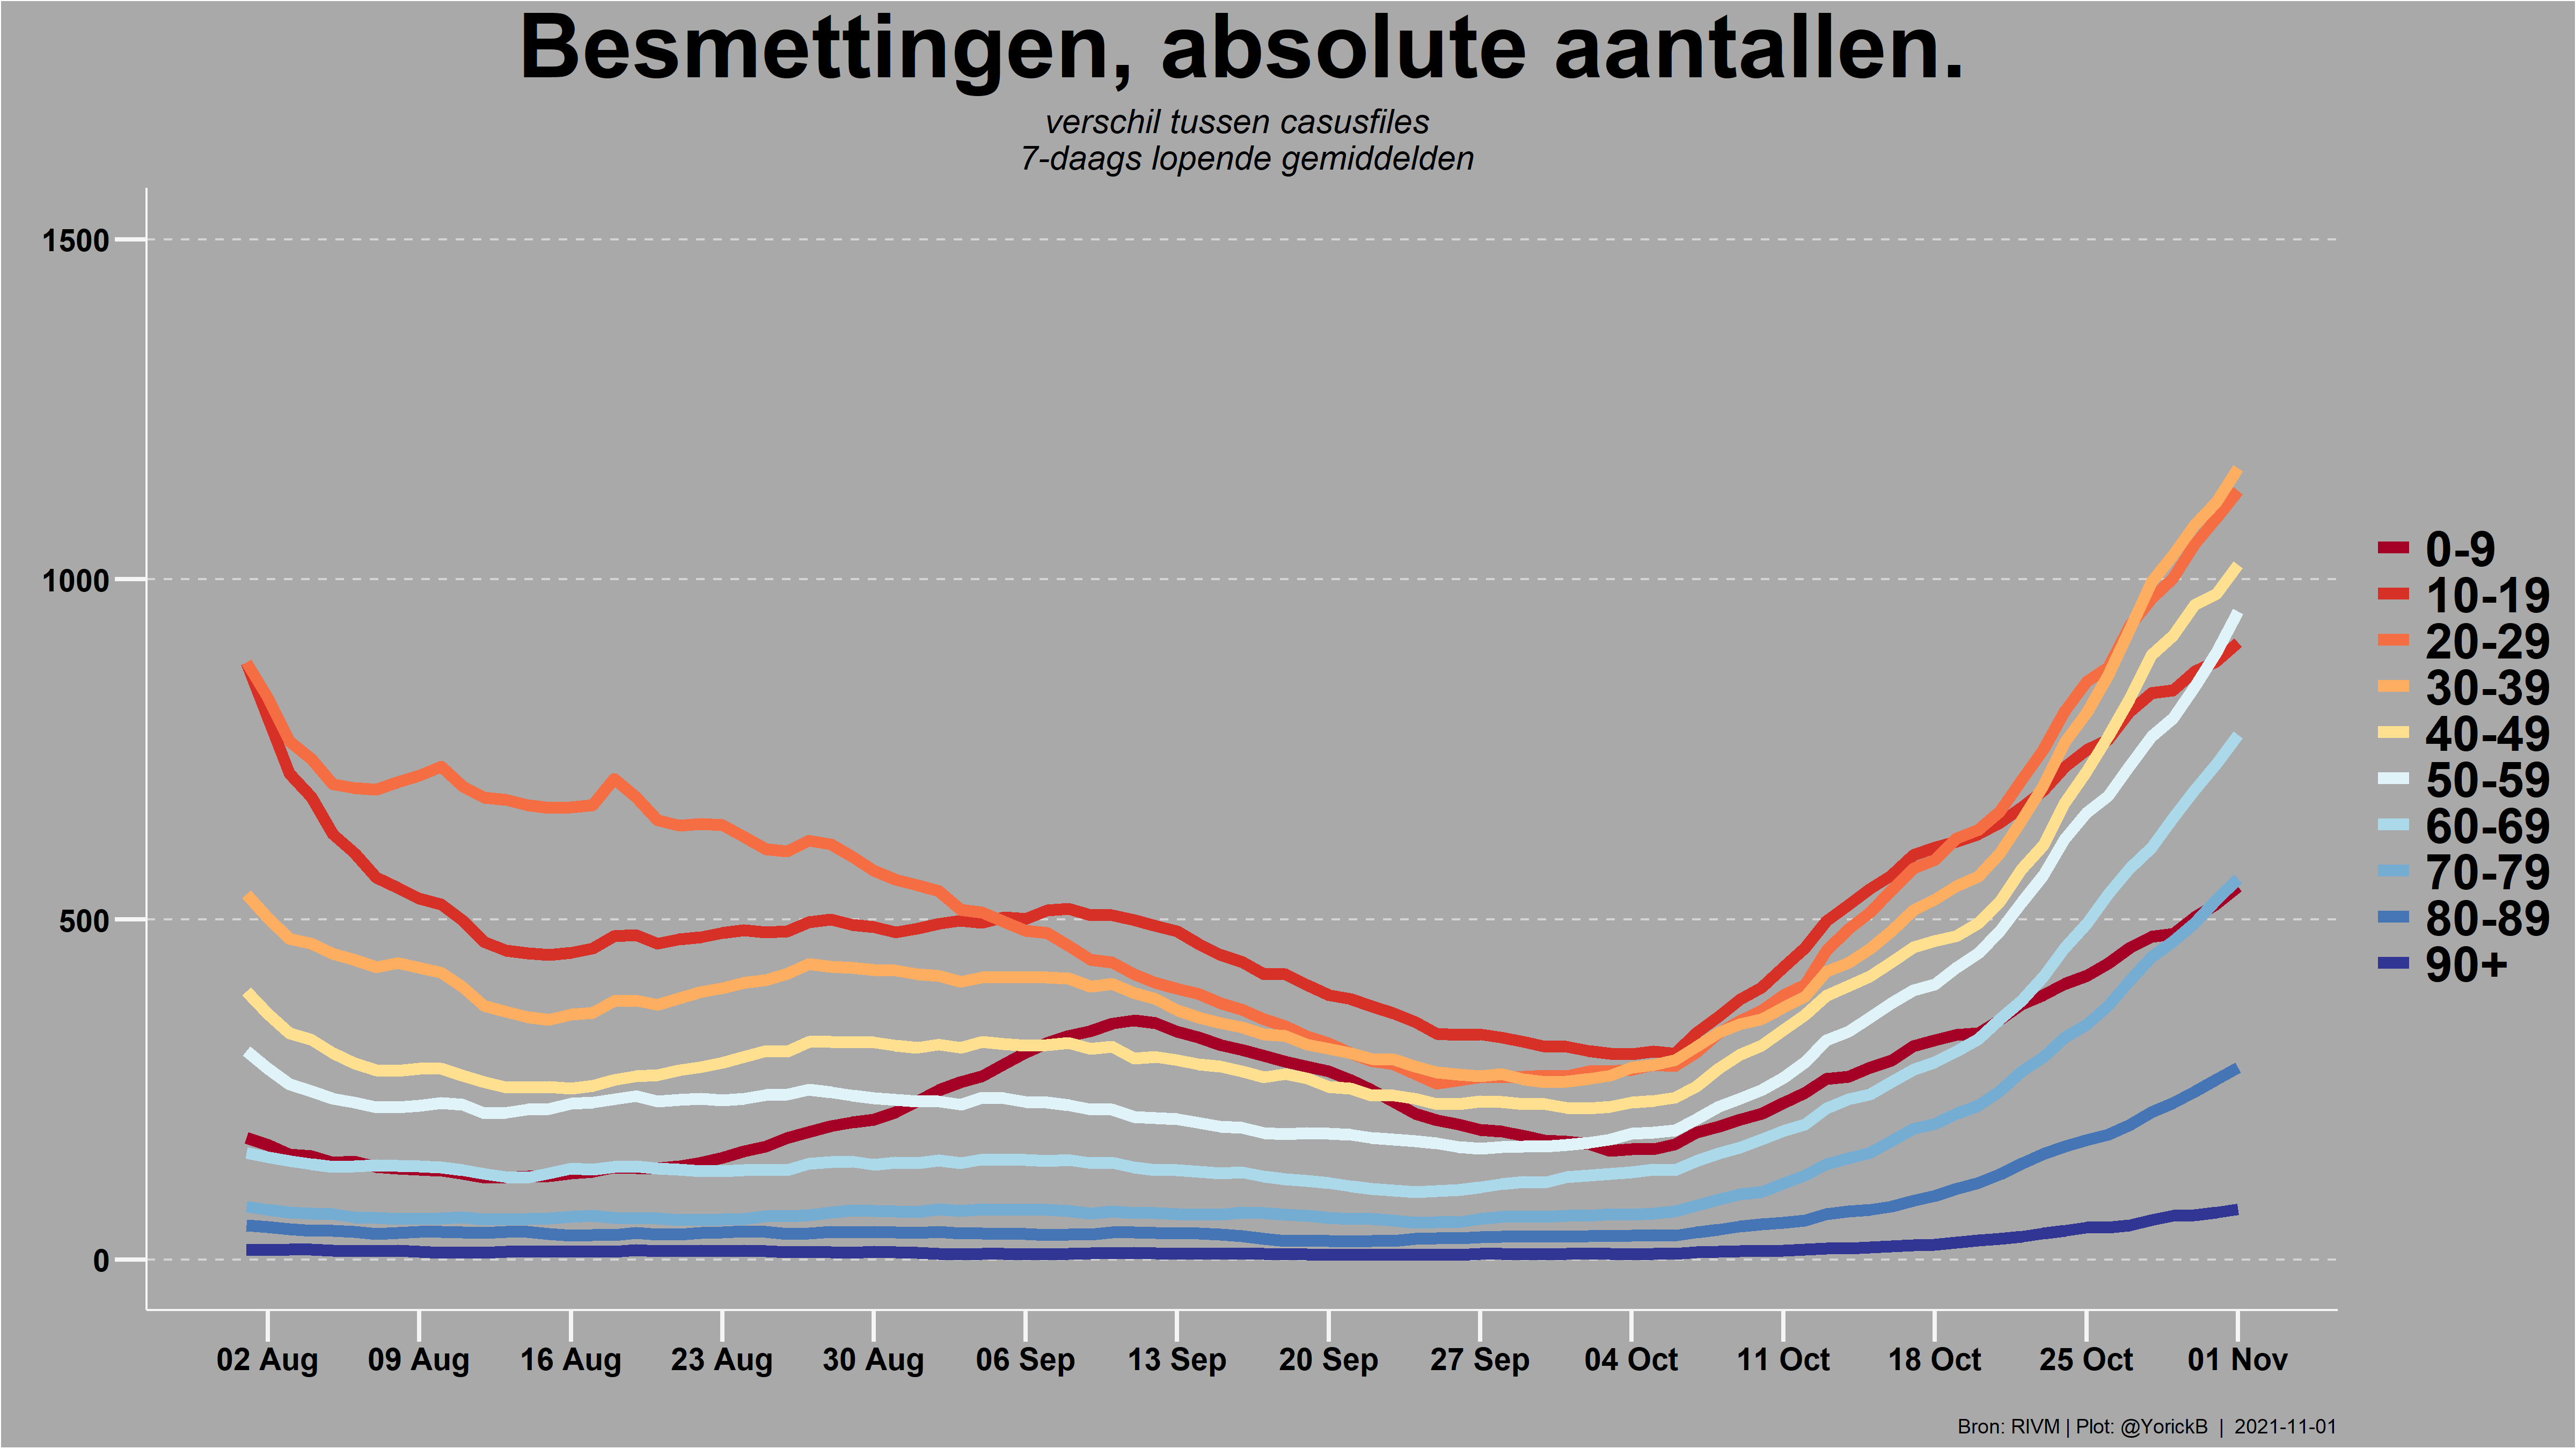 Besmettingen, absolute aantallen.
verschil tussen casusfiles
7-daags lopende gemiddelden
1500
1000
500
0
0-9
10-19
20-29
30-39
40-49
50-59
60-69
70-79
80-89
90+
02 Aug 09 Aug 16 Aug 23 Aug 30 Aug 06 Sep 13 Sep 20 Sep 27 Sep 04 Oct 11 Oct 18 Oct 25 Oct 01 Nov
Bron: RIVM | Plot: @YorickB | 2021-11-01